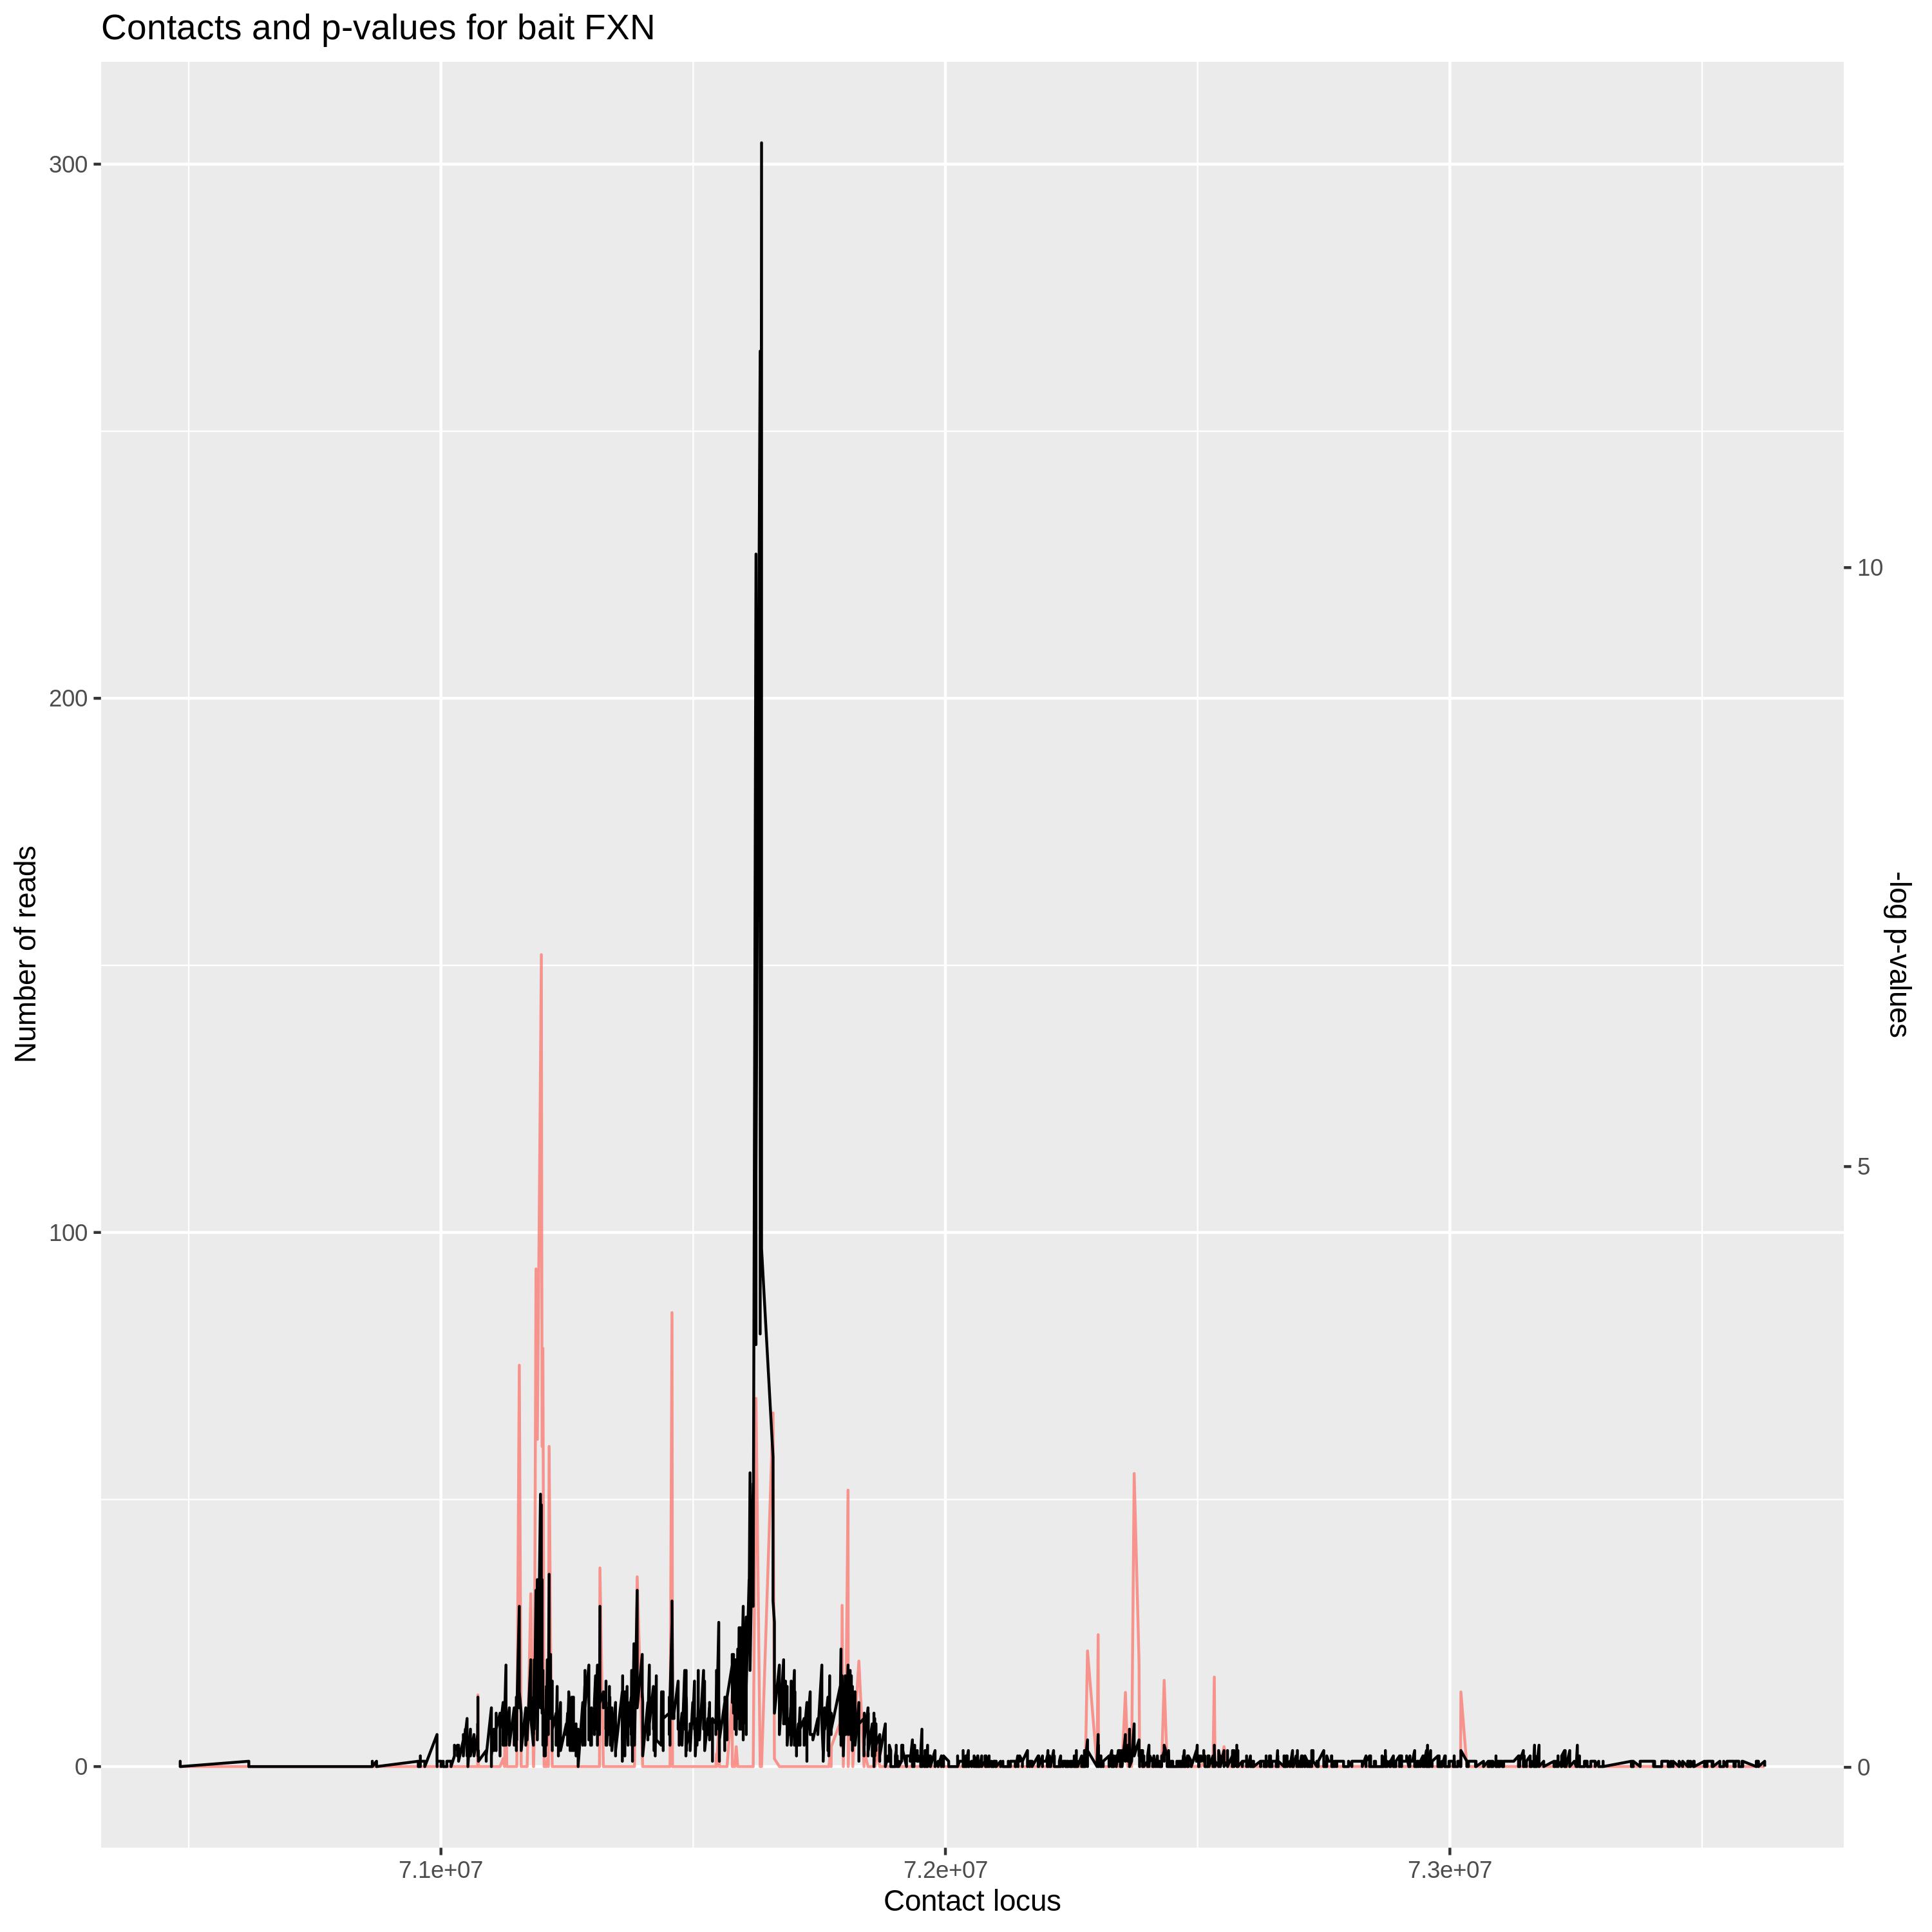 Contacts and p-values for bait FXN
300
200
100
0
Number of reads
10
5
0
-log p-values
7.1e+07
7.2e+07
7.3e+07
Contact locus